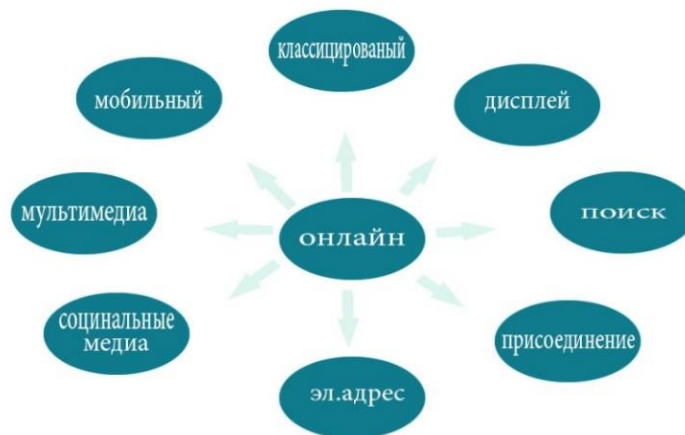 классицированый
мобильный
дисплей
мультимедиа
онлайн
поиск
социнальные
медиа
присоединение
эл.адрес